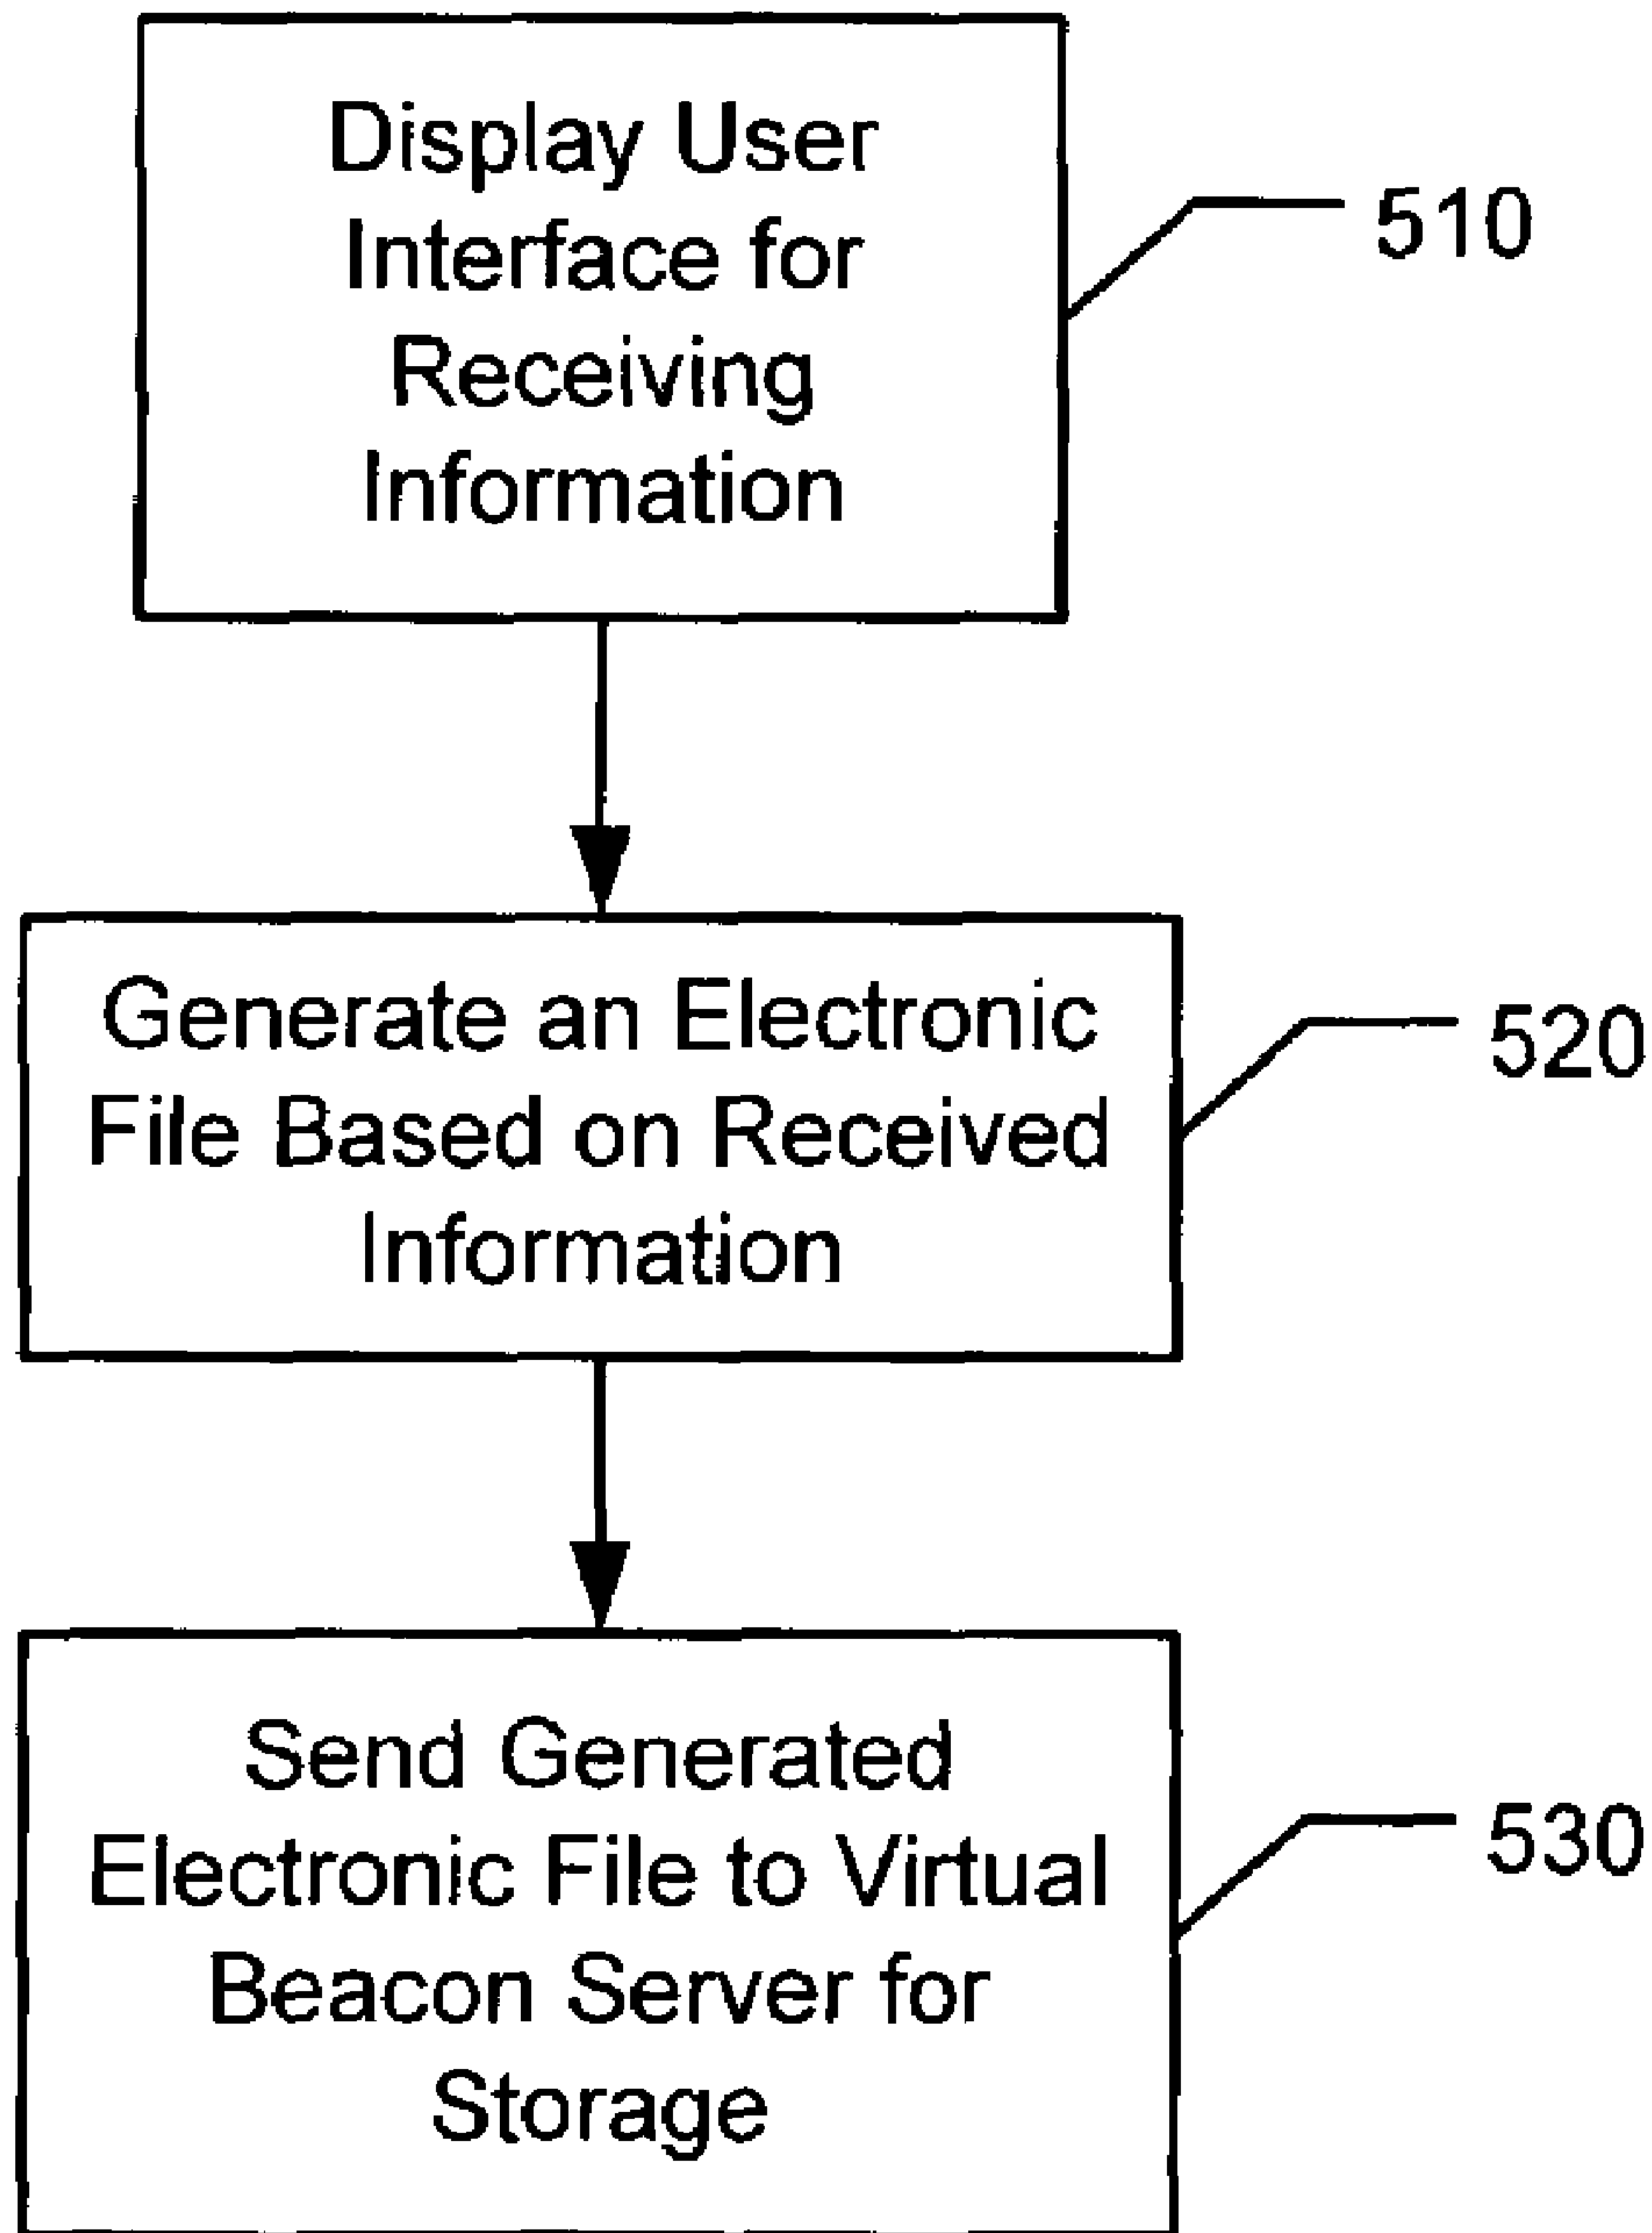 Display User
Interface for
Receiving
Information
510
Generate an Electronic
File Based on Received
Information
520
Send Generated
Electronic File to Virtual
Beacon Server for
Storage
530